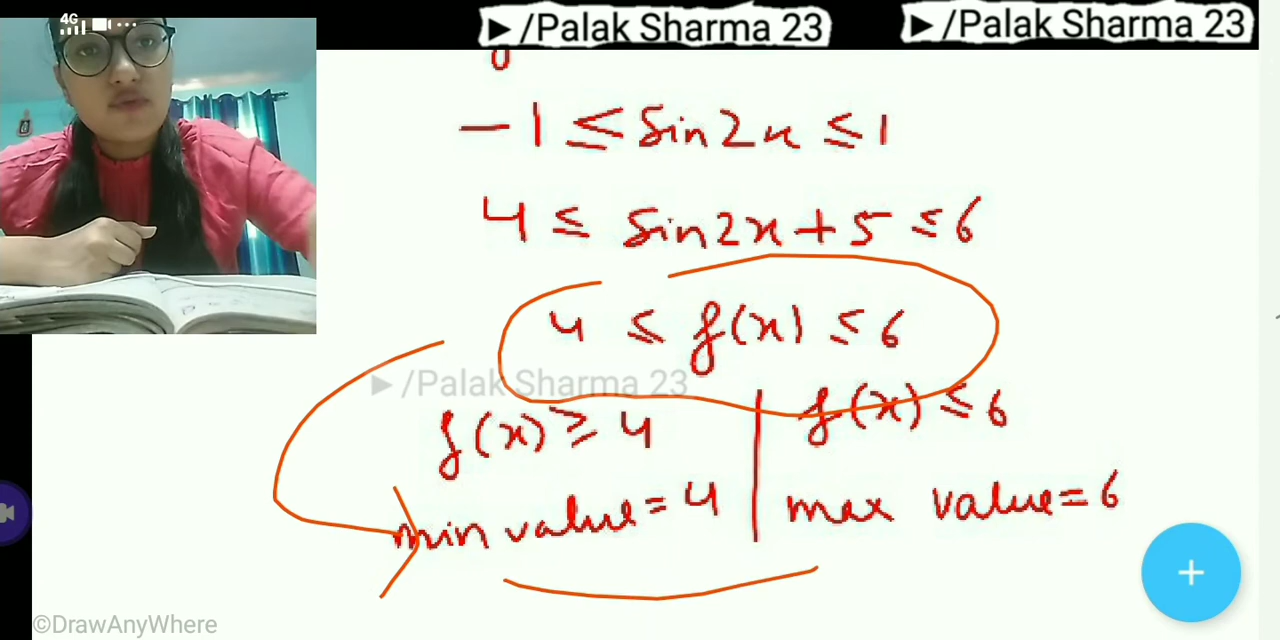 4G
►/Palak Sharma 23 ►/Palak Sharma 23
-1 ≤ Sin2x ≤ 1
4 ≤ Sin2x+5 ≤ 6
4 ≤ f(x) ≤ 6
►/Palak Sharma 23
f(x) ≥ 4 | f(x) ≤ 6
min value = 4 | max value = 6
©DrawAnyWhere